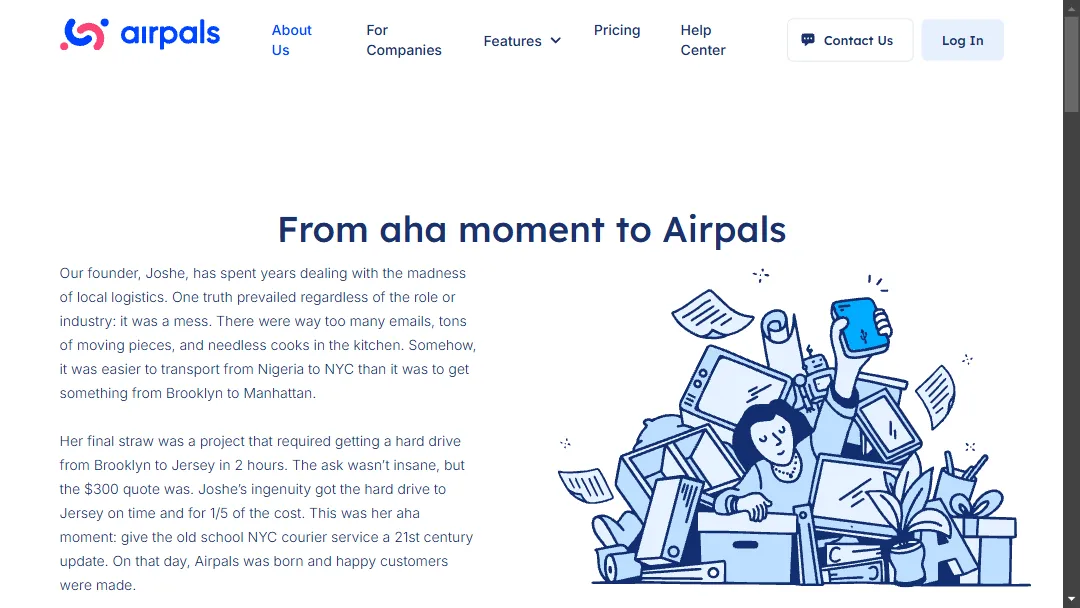 airpals
About Us
For Companies
Features
Pricing
Help Center
Contact Us
Log In
From aha moment to Airpals
Our founder, Joshe, has spent years dealing with the madness
of local logistics. One truth prevailed regardless of the role or
industry: it was a mess. There were way too many emails, tons
of moving pieces, and needless cooks in the kitchen. Somehow,
it was easier to transport from Nigeria to NYC than it was to get
something from Brooklyn to Manhattan.
Her final straw was a project that required getting a hard drive
from Brooklyn to Jersey in 2 hours. The ask wasn’t insane, but
the $300 quote was. Joshe’s ingenuity got the hard drive to
Jersey on time and for 1/5 of the cost. This was her aha
moment: give the old school NYC courier service a 21st century
update. On that day, Airpals was born and happy customers
were made.